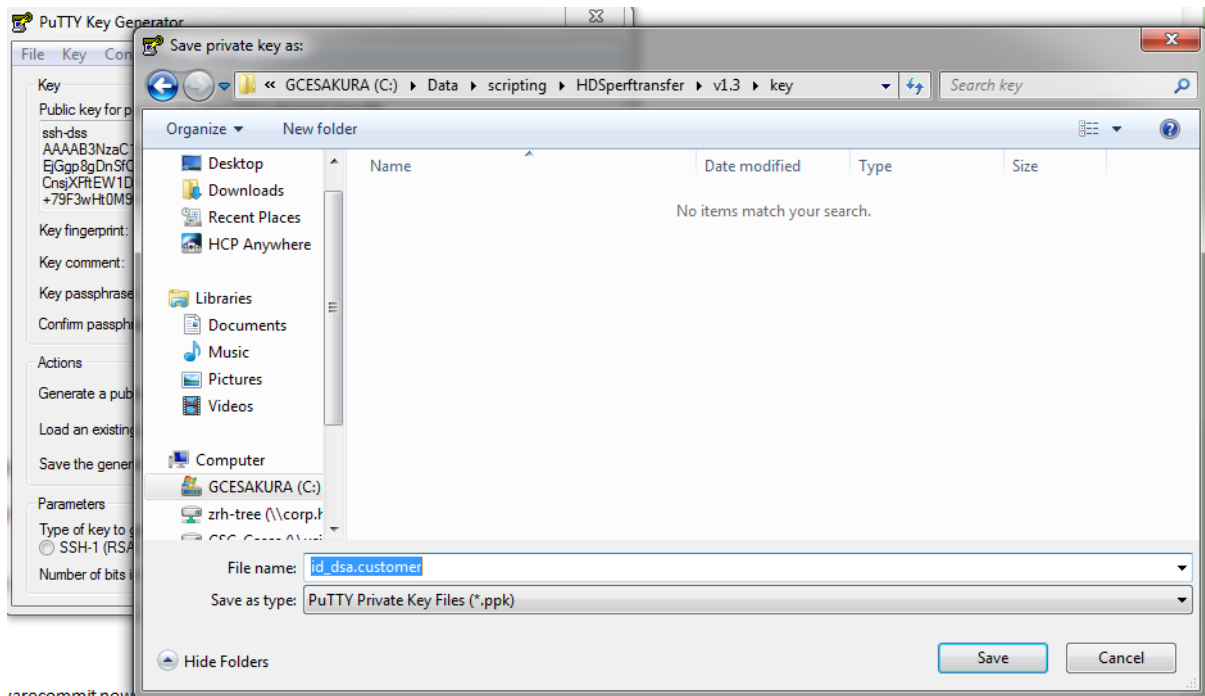 PuTTY Key Generator
File Key Con
Save private key as:
« GCESAKURA (C:) Data scripting HDSperftransfer v1.3 key
Search key
Organize New folder
Key
Public key for p
ssh-dss
AAAAB3NzaC1
EjGgp8gDnSfC
CnsjXFftEW1D
+79F3wHt0M9
Key fingerprint:
Key comment:
Key passphrase
Confirm passph
Actions
Generate a pub
Load an existing
Save the gener
Parameters
Type of key to g
SSH-1 (RSA
Number of bits i
Desktop
Downloads
Recent Places
HCP Anywhere
Libraries
Documents
Music
Pictures
Videos
Computer
GCESAKURA (C:)
zrh-tree (\\corp.h
Name Date modified Type Size
No items match your search.
File name: id_dsa.customer
Save as type: PuTTY Private Key Files (*.ppk)
Hide Folders
Save Cancel